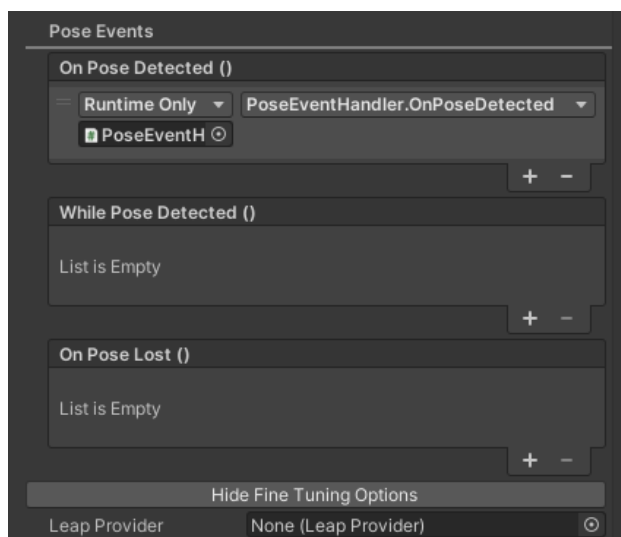 Pose Events
On Pose Detected ()
Runtime Only PoseEventHandler.OnPoseDetected
PoseEventH
+ -
While Pose Detected ()
List is Empty
+ -
On Pose Lost ()
List is Empty
+ -
Hide Fine Tuning Options
Leap Provider None (Leap Provider)